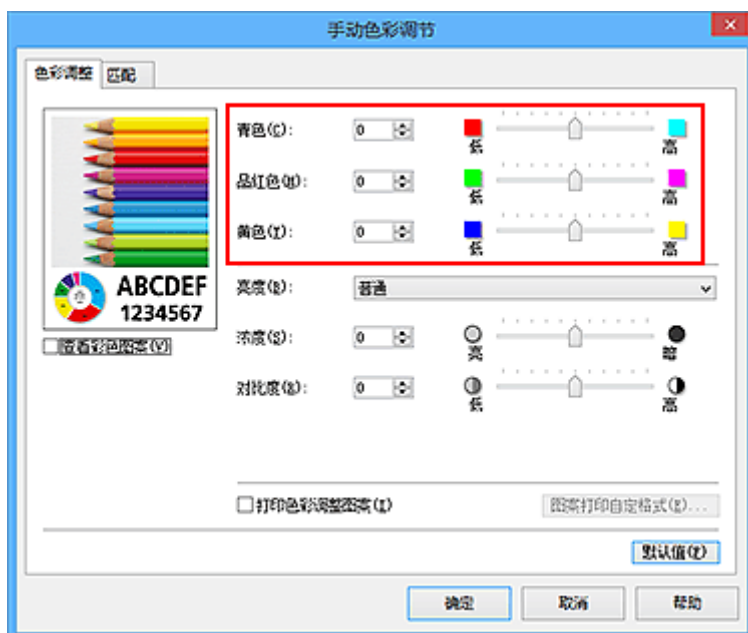 手动色彩调节
色彩调整 匹配
青色(C): 0 低 高
品红色(M): 0 低 高
黄色(Y): 0 低 高
ABCDEF
1234567
亮度(B): 普通
查看彩色图案(V)
浓度(S): 0 亮 暗
对比度(&): 0 低 高
打印色彩调整图案(I) 图案打印自定格式(E)...
默认值(Z)
确定 取消 帮助